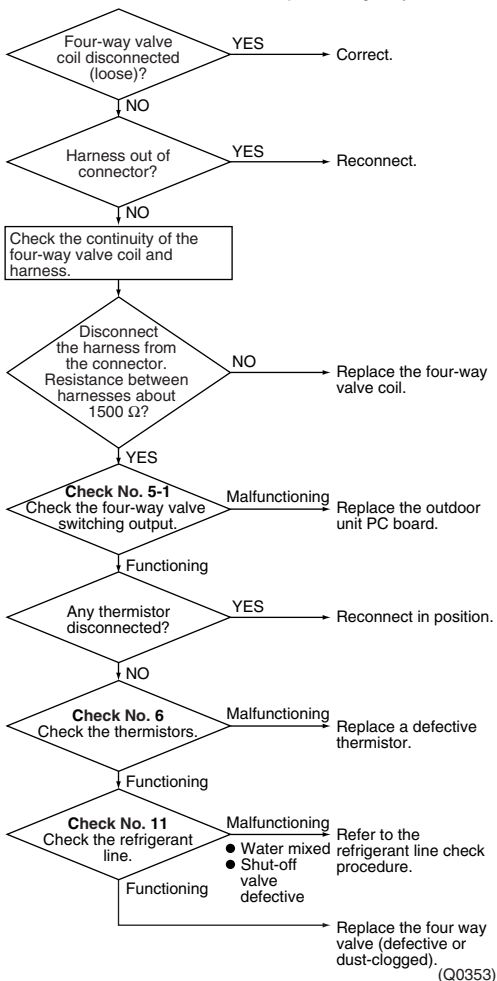 Four-way valve
coil disconnected
(loose)?
YES
Correct.
NO
Harness out of
connector?
YES
Reconnect.
NO
Check the continuity of the
four-way valve coil and
harness.
Disconnect
the harness from
the connector.
Resistance between
harnesses about
1500 Ω?
NO
Replace the four-way
valve coil.
YES
Check No. 5-1
Check the four-way valve
switching output.
Malfunctioning
Replace the outdoor
unit PC board.
Functioning
Any thermistor
disconnected?
YES
Reconnect in position.
NO
Check No. 6
Check the thermistors.
Malfunctioning
Replace a defective
thermistor.
Functioning
Check No. 11
Check the refrigerant
line.
Malfunctioning
● Water mixed
● Shut-off
valve
defective
Refer to the
refrigerant line check
procedure.
Functioning
Replace the four way
valve (defective or
dust-clogged).
(Q0353)